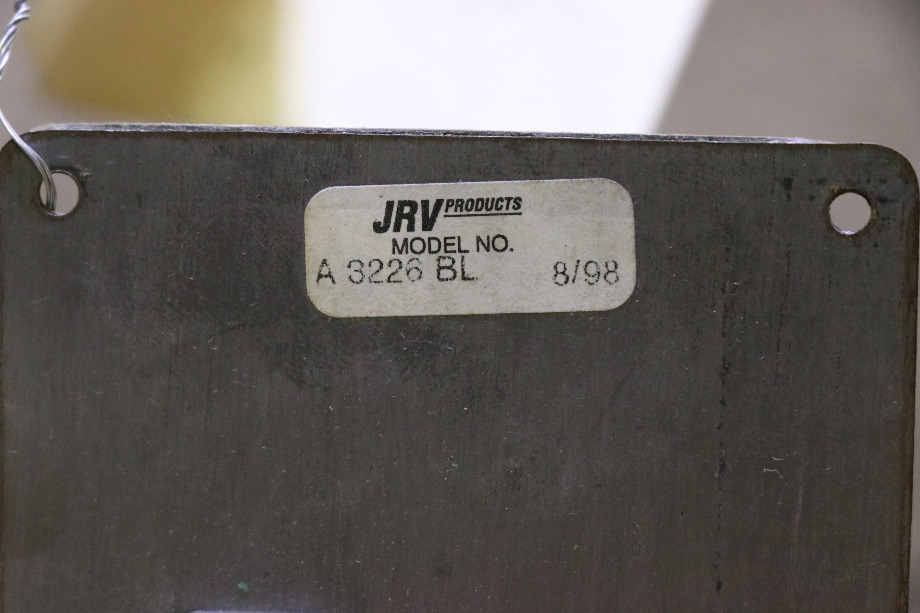 JRV PRODUCTS
MODEL NO.
A 3226 BL 8/98